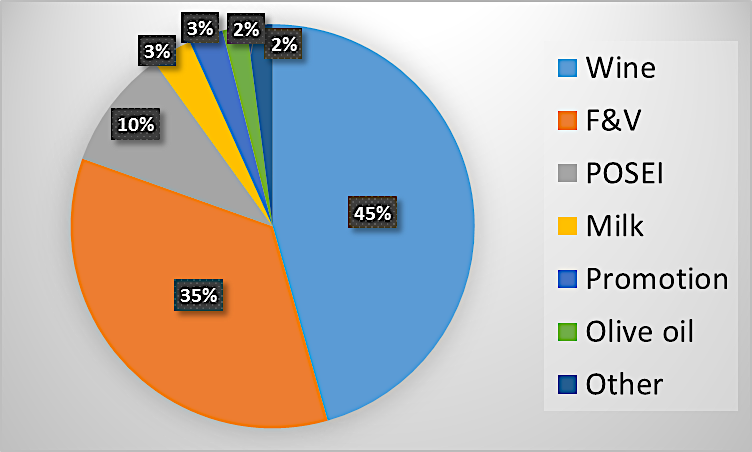 3%
3%
2%
2%
10%
45%
35%
Wine
F&V
POSEI
Milk
Promotion
Olive oil
Other